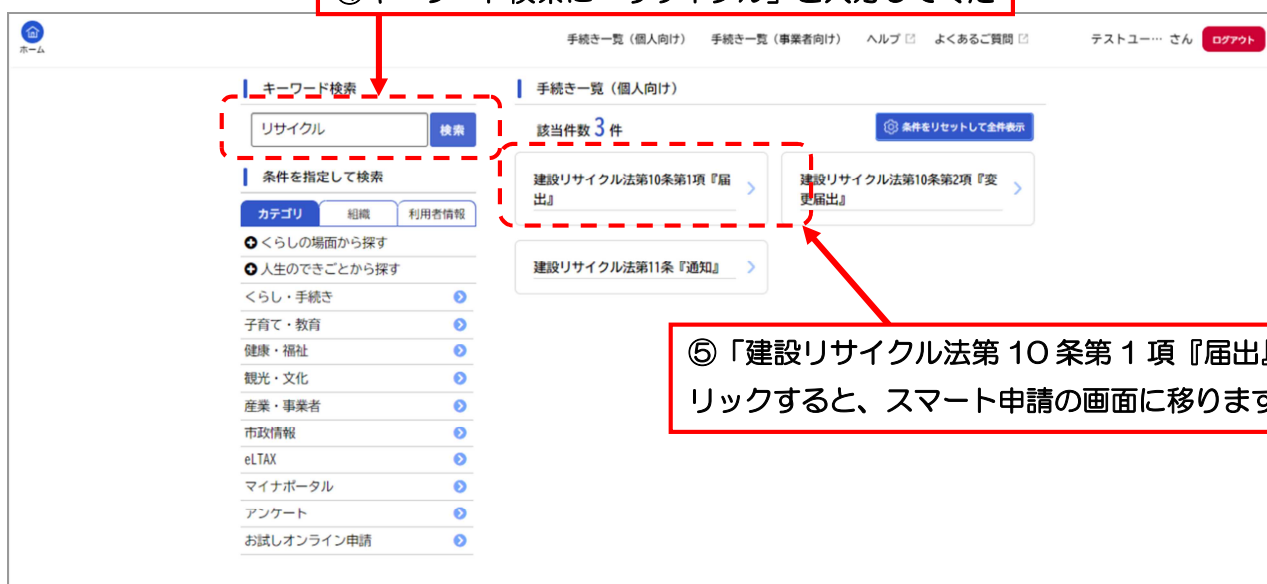 ホーム
手続き一覧（個人向け）
手続き一覧（事業者向け）
ヘルプ
よくあるご質問
テストユー… さん
ログアウト
キーワード検索
リサイクル
検索
条件を指定して検索
カテゴリ
組織
利用者情報
くらしの場面から探す
人生のできごとから探す
くらし・手続き
子育て・教育
健康・福祉
観光・文化
産業・事業者
市政情報
eLTAX
マイナポータル
アンケート
お試しオンライン申請
手続き一覧（個人向け）
該当件数 3 件
条件をリセットして全件表示
建設リサイクル法第10条第1項『届
出』
建設リサイクル法第10条第2項『変
更届出』
建設リサイクル法第11条『通知』
⑤「建設リサイクル法第 10 条第 1 項『届出』
リックすると、スマート申請の画面に移ります